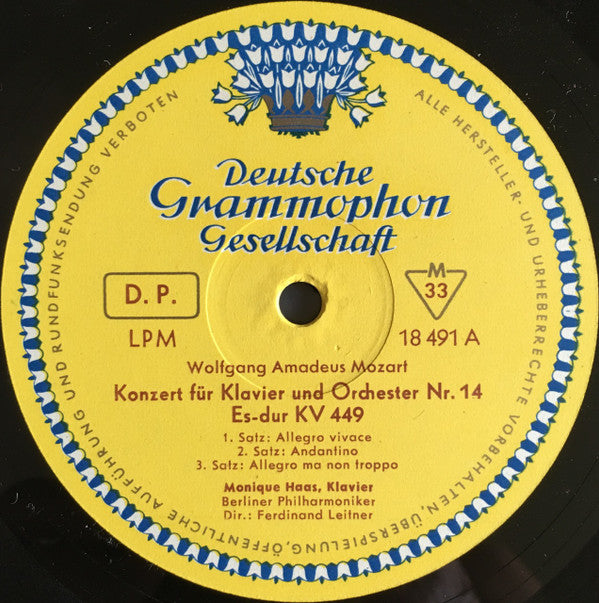 Deutsche
Grammophon
Gesellschaft
D. P.
M
33
LPM
18 491 A
Wolfgang Amadeus Mozart
Konzert für Klavier und Orchester Nr. 14
Es-dur KV 449
1. Satz: Allegro vivace
2. Satz: Andantino
3. Satz: Allegro ma non troppo
Monique Haas, Klavier
Berliner Philharmoniker
Dir.: Ferdinand Leitner
ALLE HERSTELLER- UND URHEBERRECHTE VORBEHALTEN, ÜBERSPIELUNG, ÖFFENTLICHE AUFFÜHRUNG UND RUNDFUNKSENDUNG VERBOTEN